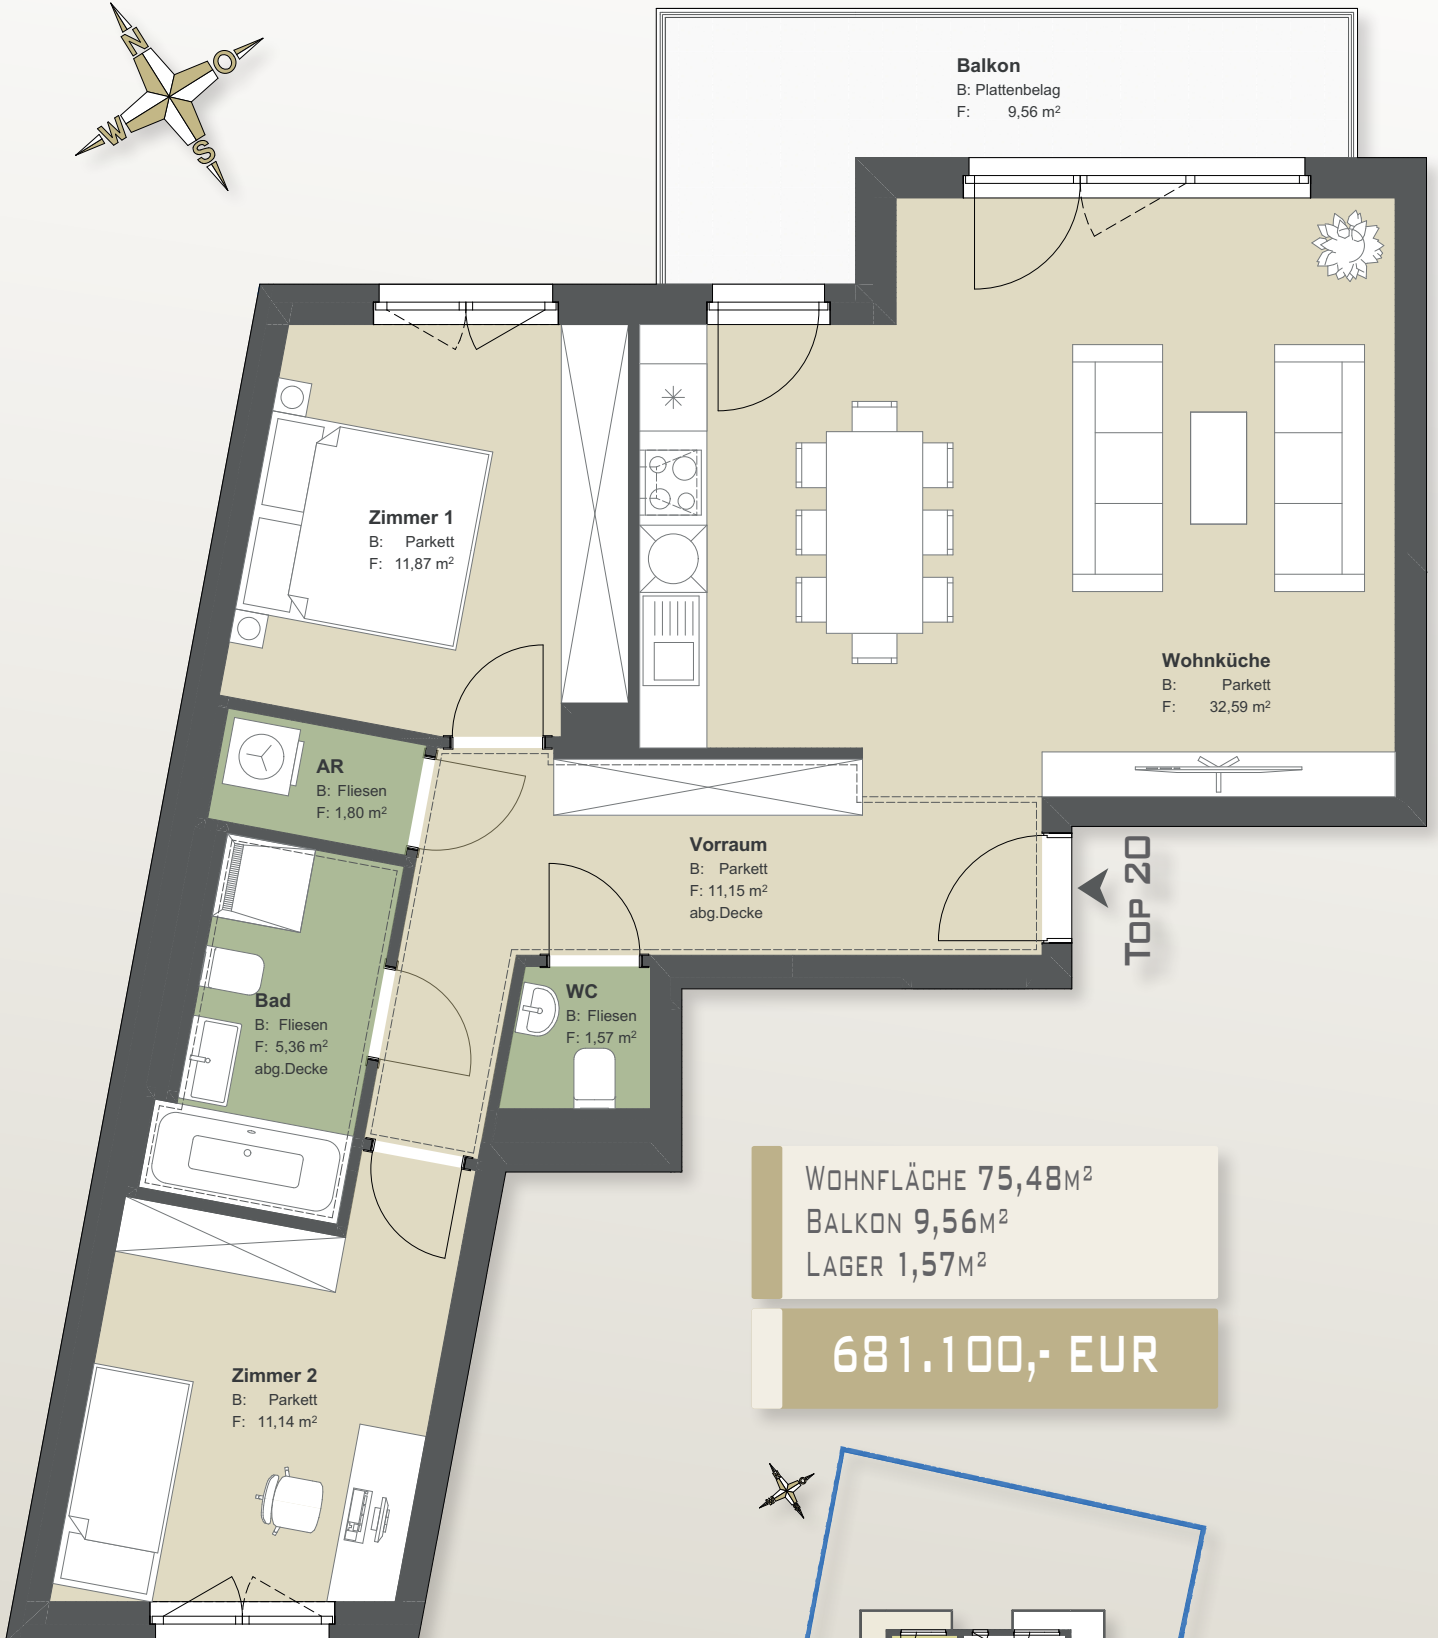 N
O
W
S
Balkon
B: Plattenbelag
F: 9,56 m²
Zimmer 1
B: Parkett
F: 11,87 m²
Wohnküche
B: Parkett
F: 32,59 m²
AR
B: Fliesen
F: 1,80 m²
Vorraum
B: Parkett
F: 11,15 m²
abg.Decke
TOP 20
Bad
B: Fliesen
F: 5,36 m²
abg.Decke
WC
B: Fliesen
F: 1,57 m²
WOHNFLÄCHE 75,48M²
BALKON 9,56M²
LAGER 1,57M²
681.100,- EUR
Zimmer 2
B: Parkett
F: 11,14 m²